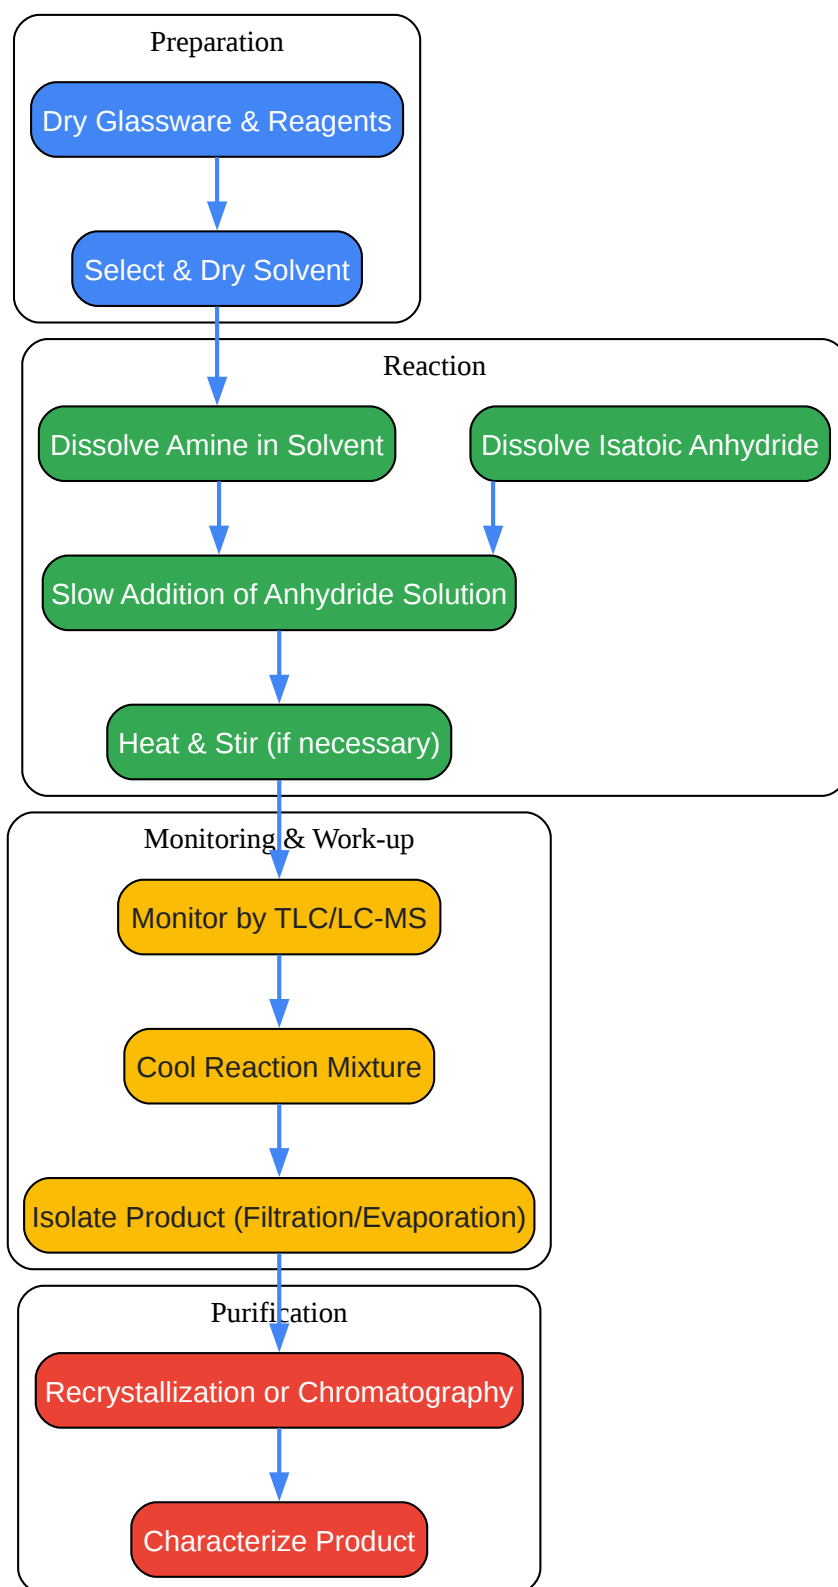 Preparation
Dry Glassware & Reagents
Select & Dry Solvent
Reaction
Dissolve Amine in Solvent
Dissolve Isatoic Anhydride
Slow Addition of Anhydride Solution
Heat & Stir (if necessary)
Monitoring & Work-up
Monitor by TLC/LC-MS
Cool Reaction Mixture
Isolate Product (Filtration/Evaporation)
Purification
Recrystallization or Chromatography
Characterize Product